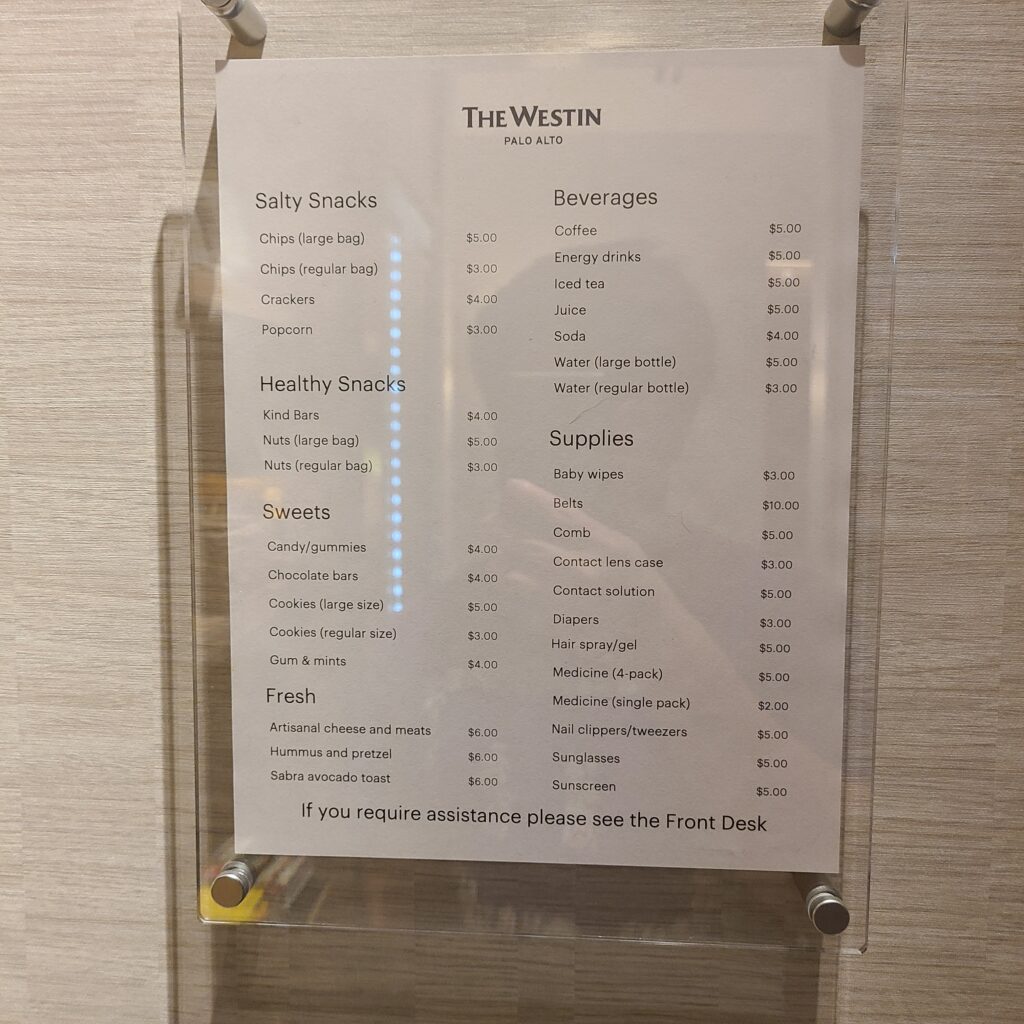 THE WESTIN
PALO ALTO
Salty Snacks
Chips (large bag) $5.00
Chips (regular bag) $3.00
Crackers $4.00
Popcorn $3.00
Healthy Snacks
Kind Bars $4.00
Nuts (large bag) $5.00
Nuts (regular bag) $3.00
Sweets
Candy/gummies $4.00
Chocolate bars $4.00
Cookies (large size) $5.00
Cookies (regular size) $3.00
Gum & mints $4.00
Fresh
Artisanal cheese and meats $6.00
Hummus and pretzel $6.00
Sabra avocado toast $6.00
Beverages
Coffee $5.00
Energy drinks $5.00
Iced tea $5.00
Juice $5.00
Soda $4.00
Water (large bottle) $5.00
Water (regular bottle) $3.00
Supplies
Baby wipes $3.00
Belts $10.00
Comb $5.00
Contact lens case $3.00
Contact solution $5.00
Diapers $3.00
Hair spray/gel $5.00
Medicine (4-pack) $5.00
Medicine (single pack) $2.00
Nail clippers/tweezers $5.00
Sunglasses $5.00
Sunscreen $5.00
If you require assistance please see the Front Desk